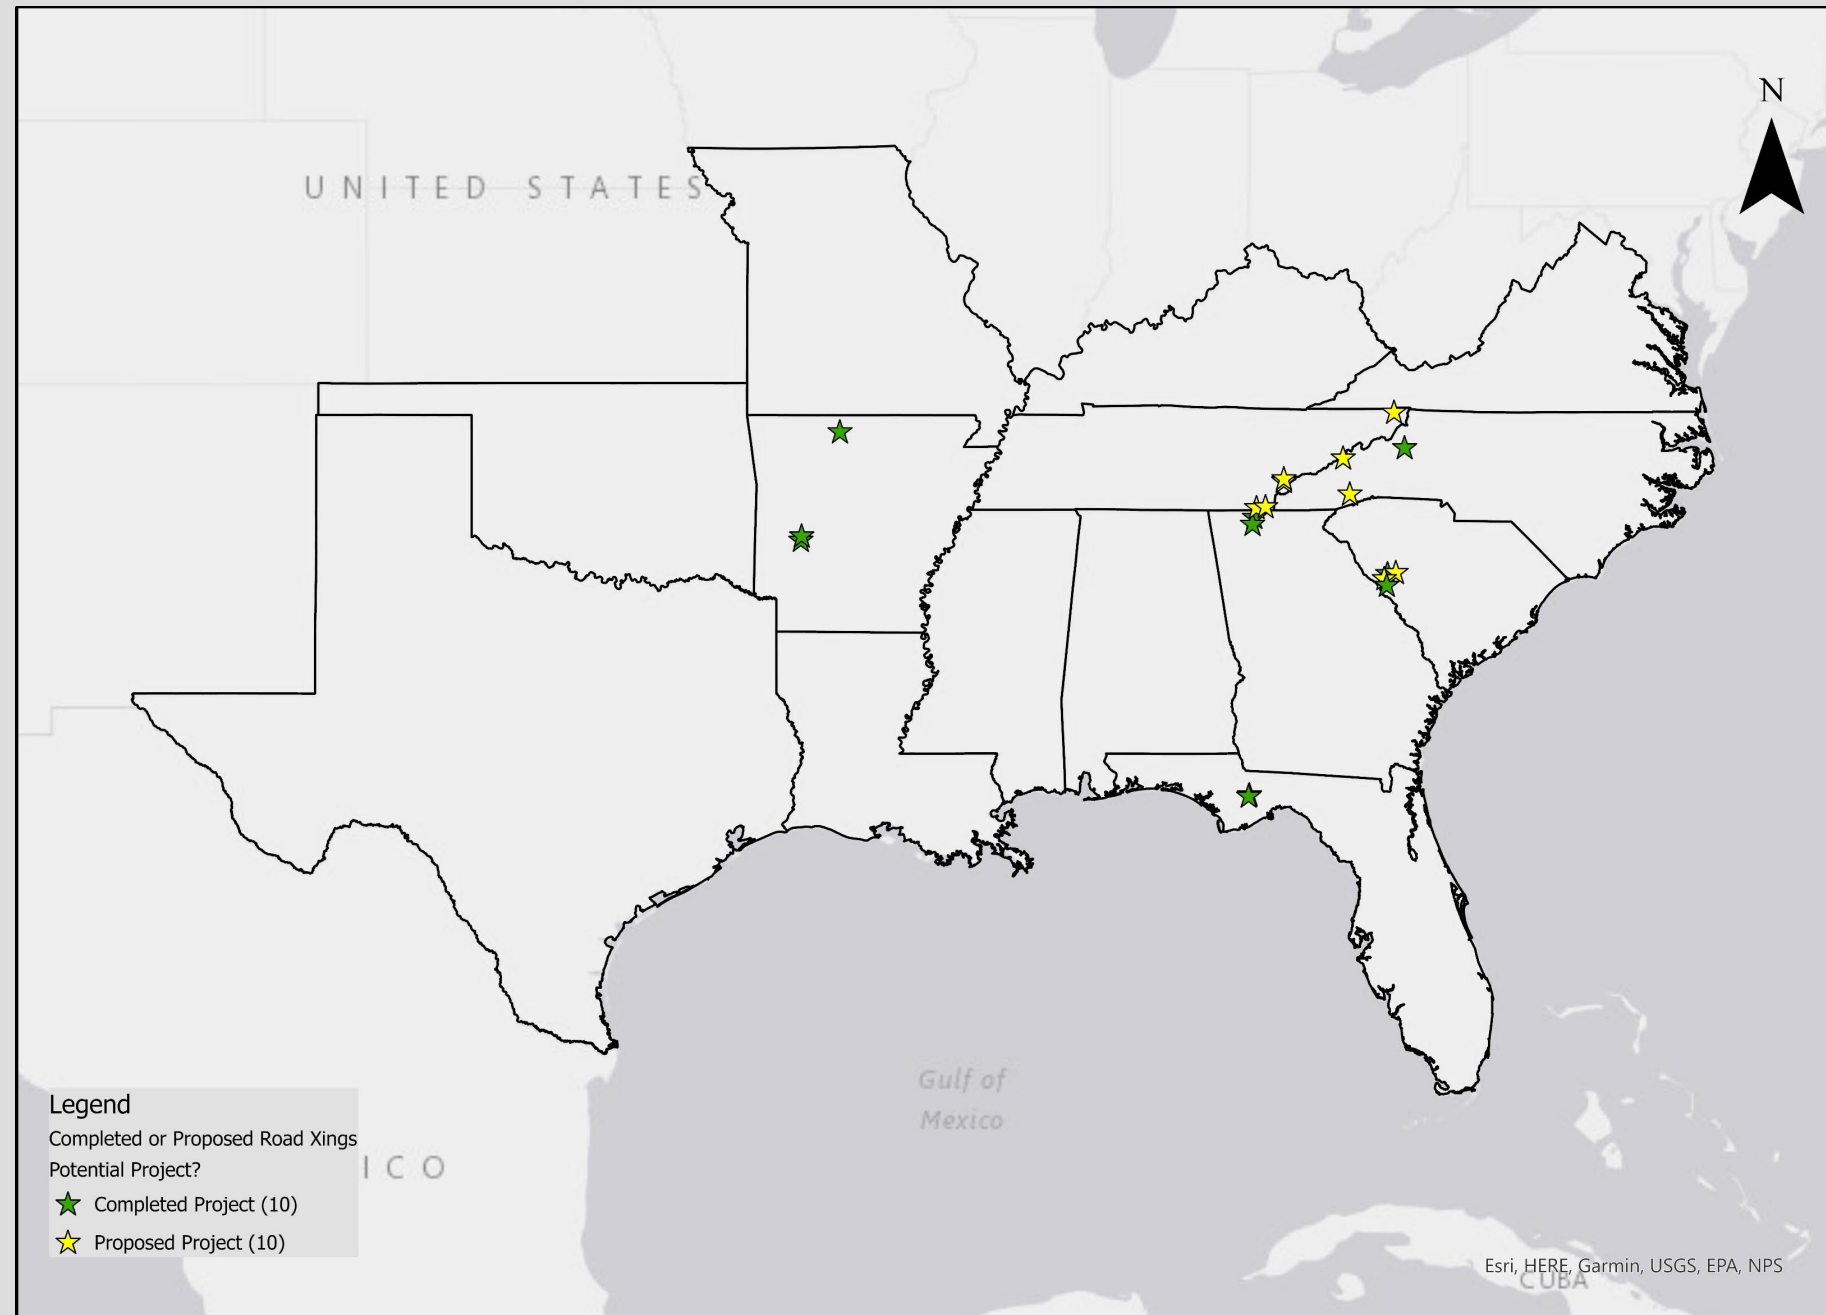 N
UNITED STATES
Gulf of
Mexico
Legend
Completed or Proposed Road Xings
Potential Project?
ICO
Completed Project (10)
Proposed Project (10)
Esri, HERE, Garmin, USGS, EPA, NPS
CUBA